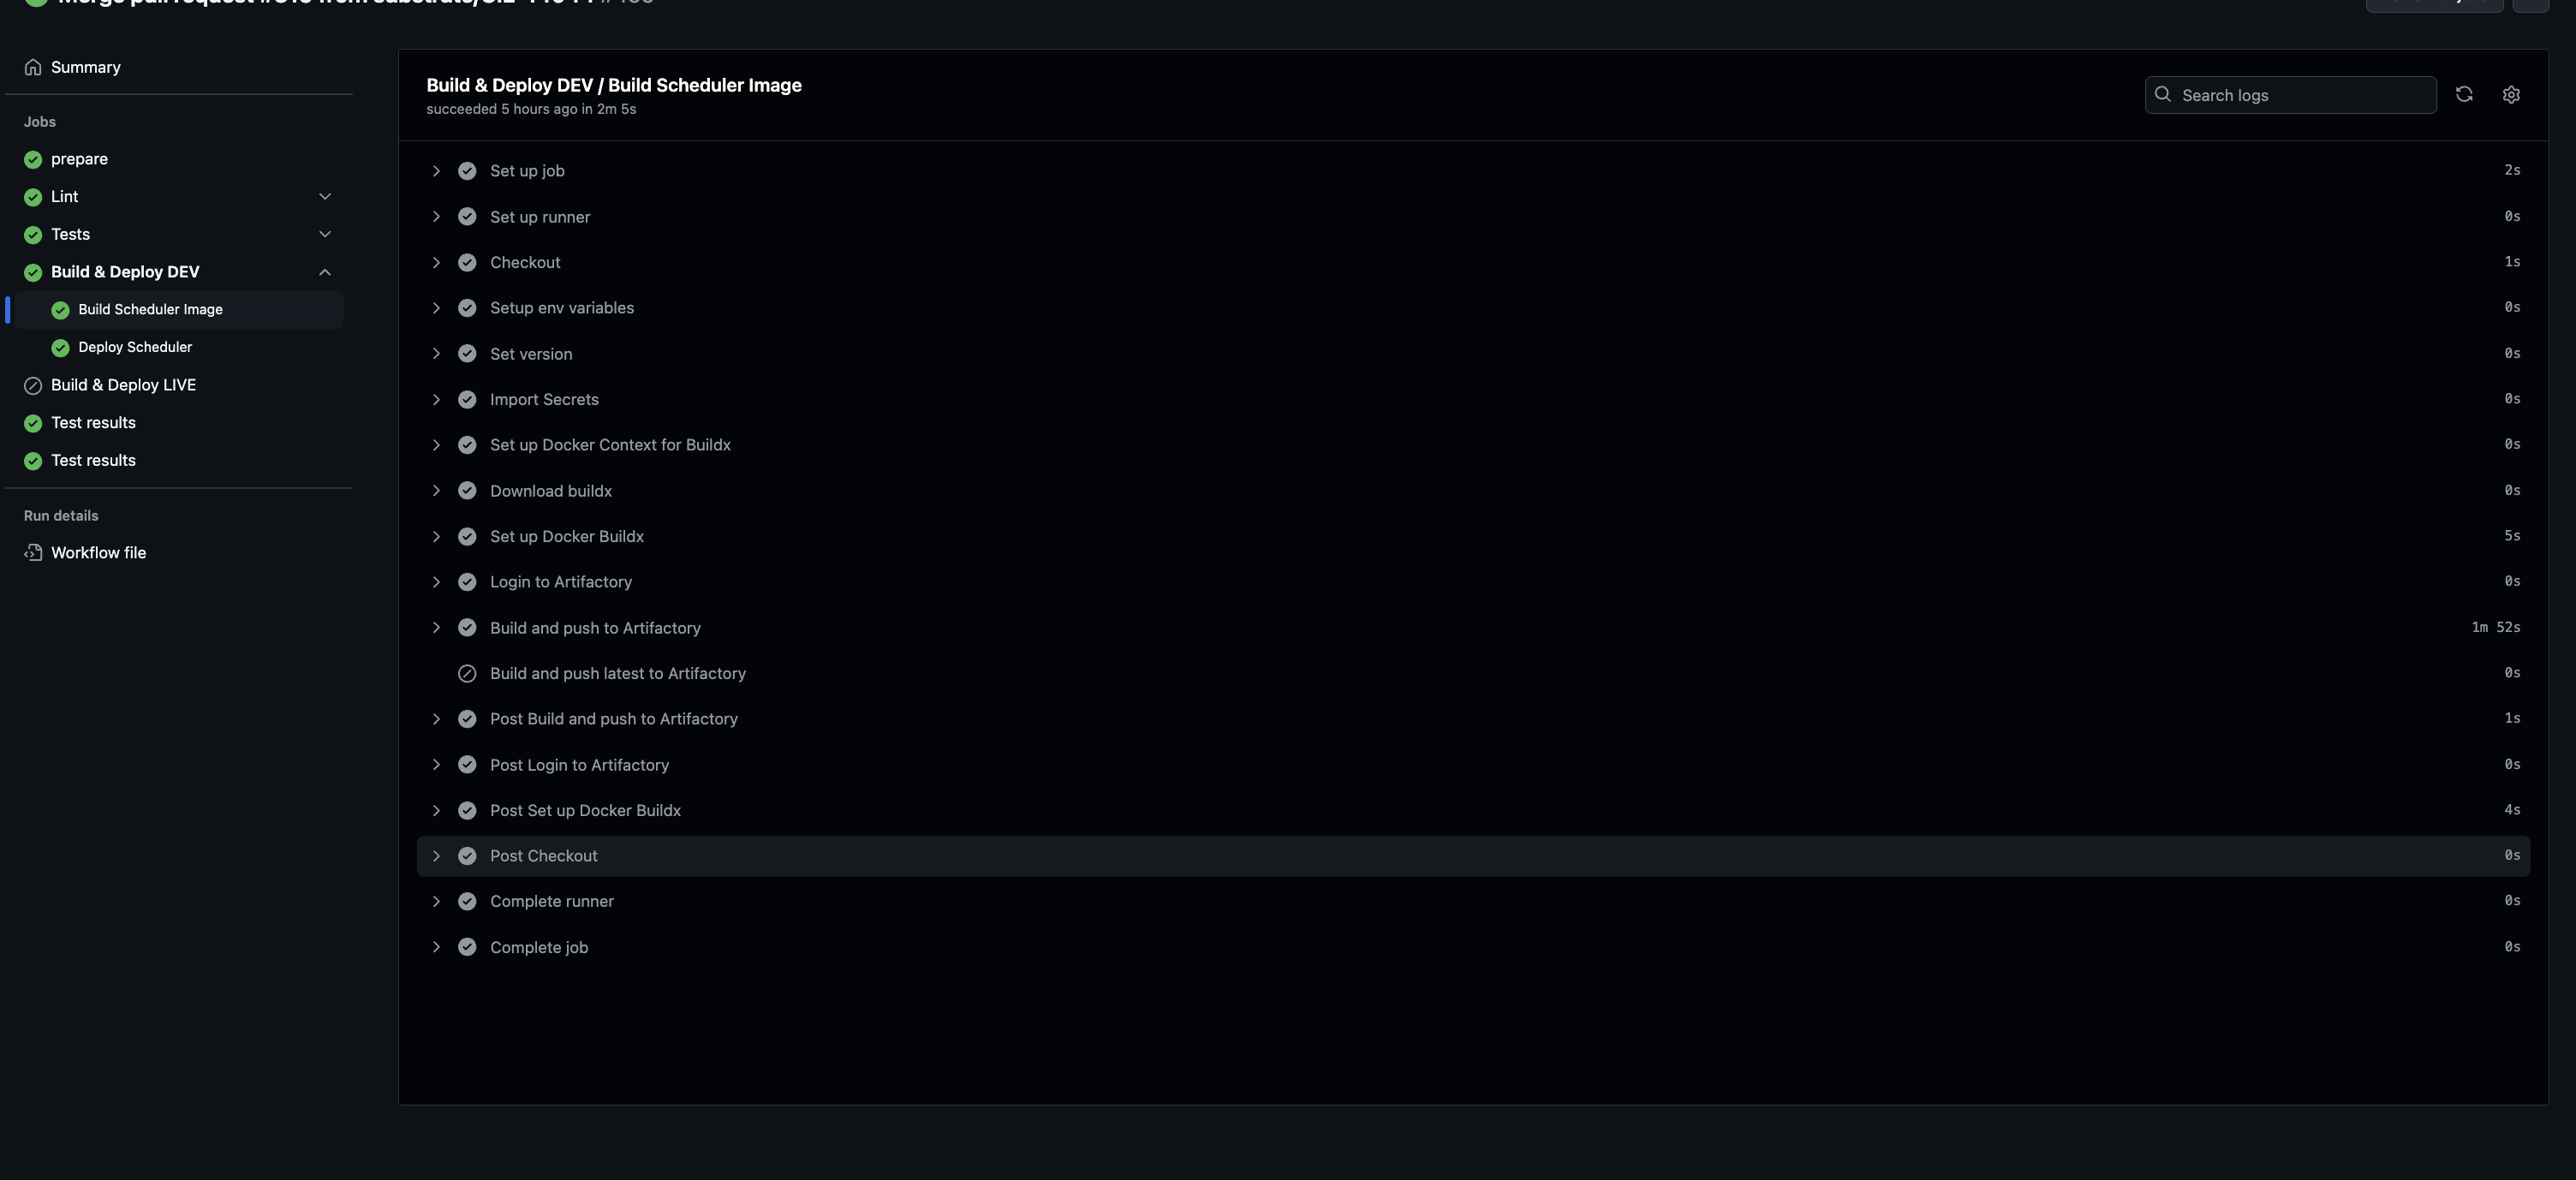 Summary
Jobs
prepare
Lint
Tests
Build & Deploy DEV
Build Scheduler Image
Deploy Scheduler
Build & Deploy LIVE
Test results
Test results
Run details
Workflow file
Build & Deploy DEV / Build Scheduler Image
succeeded 5 hours ago in 2m 5s
Search logs
Set up job 2s
Set up runner 0s
Checkout 1s
Setup env variables 0s
Set version 0s
Import Secrets 0s
Set up Docker Context for Buildx 0s
Download buildx 0s
Set up Docker Buildx 5s
Login to Artifactory 0s
Build and push to Artifactory 1m 52s
Build and push latest to Artifactory 0s
Post Build and push to Artifactory 1s
Post Login to Artifactory 0s
Post Set up Docker Buildx 4s
Post Checkout 0s
Complete runner 0s
Complete job 0s